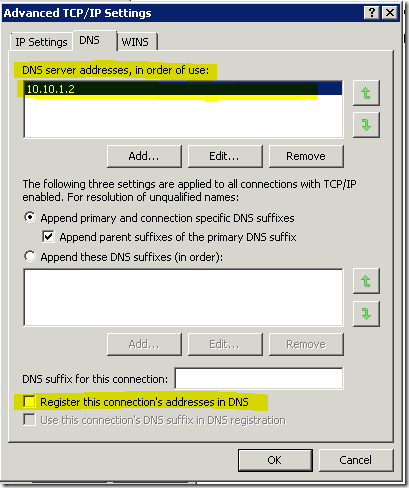 Advanced TCP/IP Settings
IP Settings DNS WINS
DNS server addresses, in order of use:
10.10.1.2
Add... Edit... Remove
The following three settings are applied to all connections with TCP/IP
enabled. For resolution of unqualified names:
Append primary and connection specific DNS suffixes
Append parent suffixes of the primary DNS suffix
Append these DNS suffixes (in order):
Add... Edit... Remove
DNS suffix for this connection:
Register this connection's addresses in DNS
Use this connection's DNS suffix in DNS registration
OK Cancel